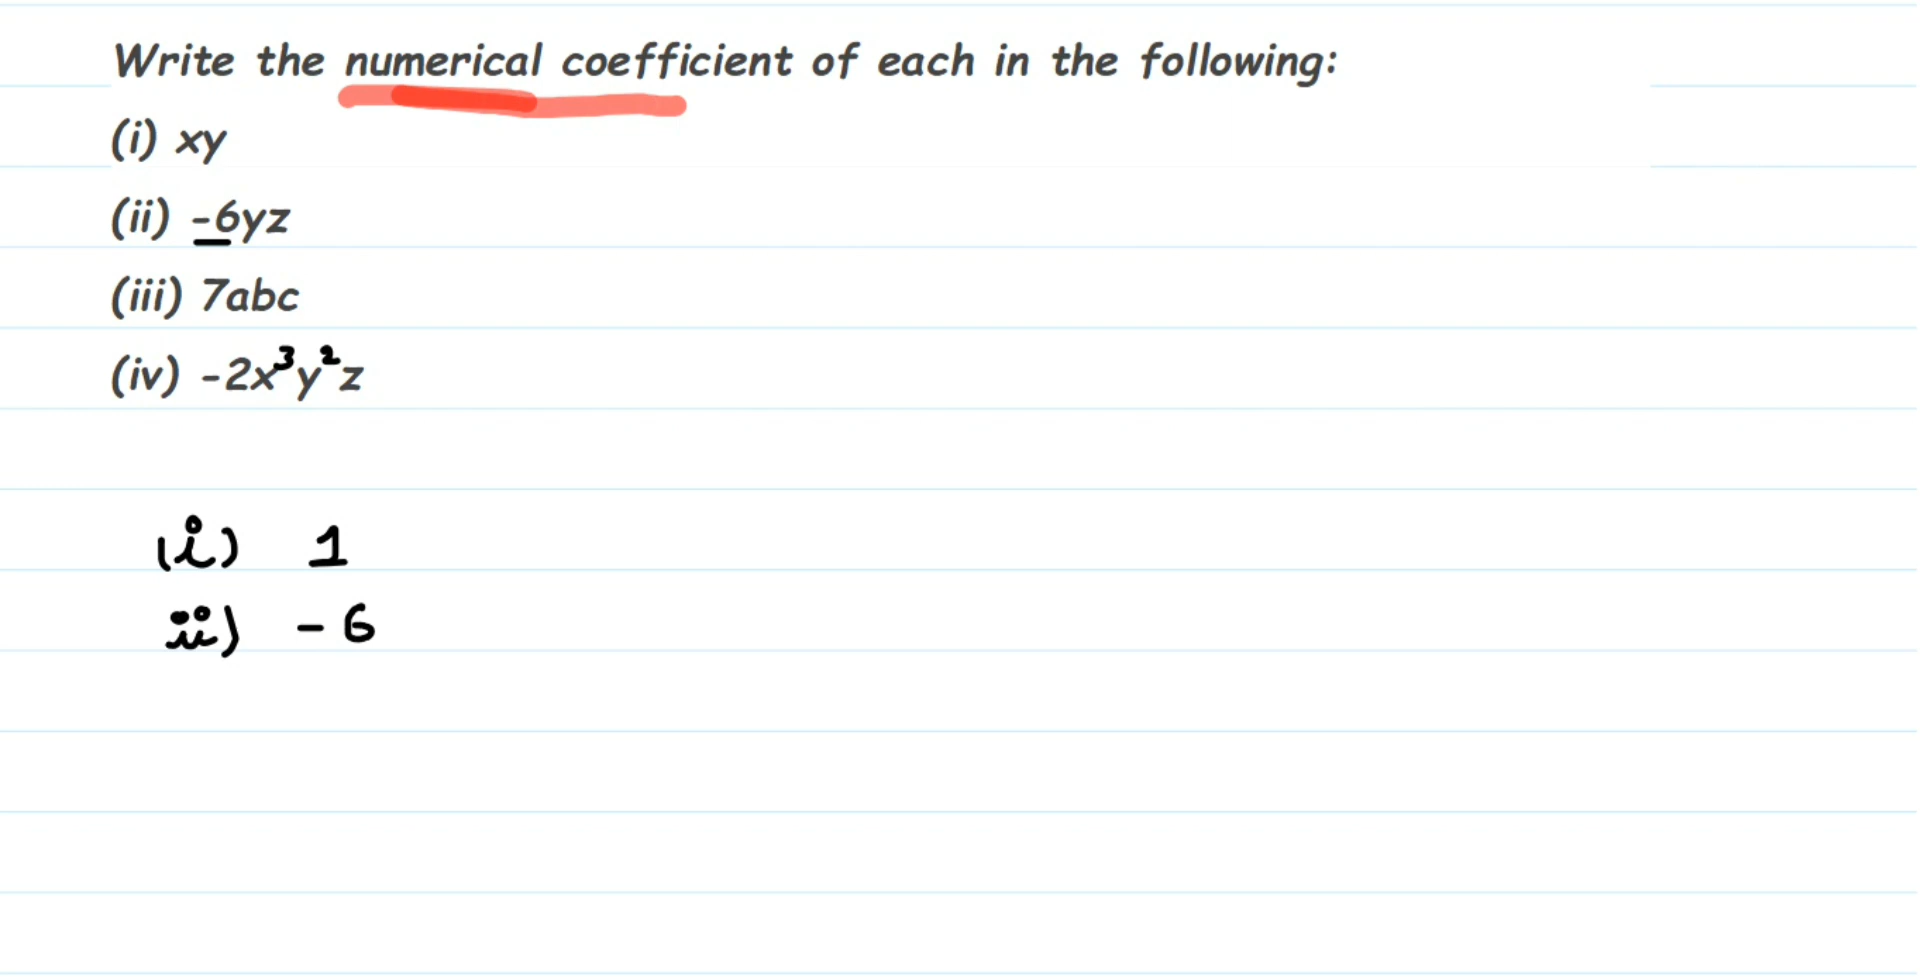 Write the numerical coefficient of each in the following:
(i) xy
(ii) -6yz
(iii) 7abc
(iv) -2x³y²z
(i) 1
ii) - 6